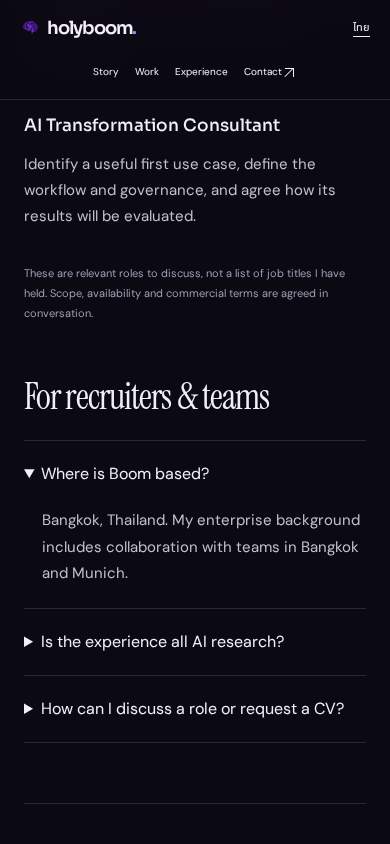 holyboom.
ไทย
Story Work Experience Contact
AI Transformation Consultant
Identify a useful first use case, define the
workflow and governance, and agree how its
results will be evaluated.
These are relevant roles to discuss, not a list of job titles I have
held. Scope, availability and commercial terms are agreed in
conversation.
For recruiters & teams
Where is Boom based?
Bangkok, Thailand. My enterprise background
includes collaboration with teams in Bangkok
and Munich.
Is the experience all AI research?
How can I discuss a role or request a CV?